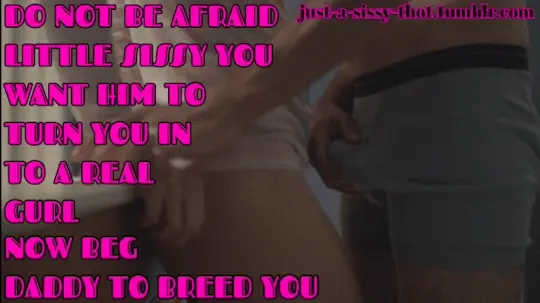 DO NOT BE AFRAID
just-a-sissy-thot.tumblr.com
LITTLE SISSY YOU
WANT HIM TO
TURN YOU IN
TO A REAL
GURL
NOW BEG
DADDY TO BREED YOU